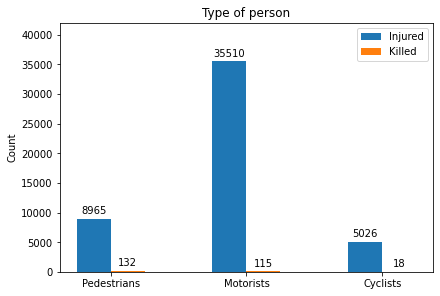 Type of person
Injured
Killed
Count
40000
35000
30000
25000
20000
15000
10000
5000
0
8965
132
35510
115
5026
18
Pedestrians
Motorists
Cyclists